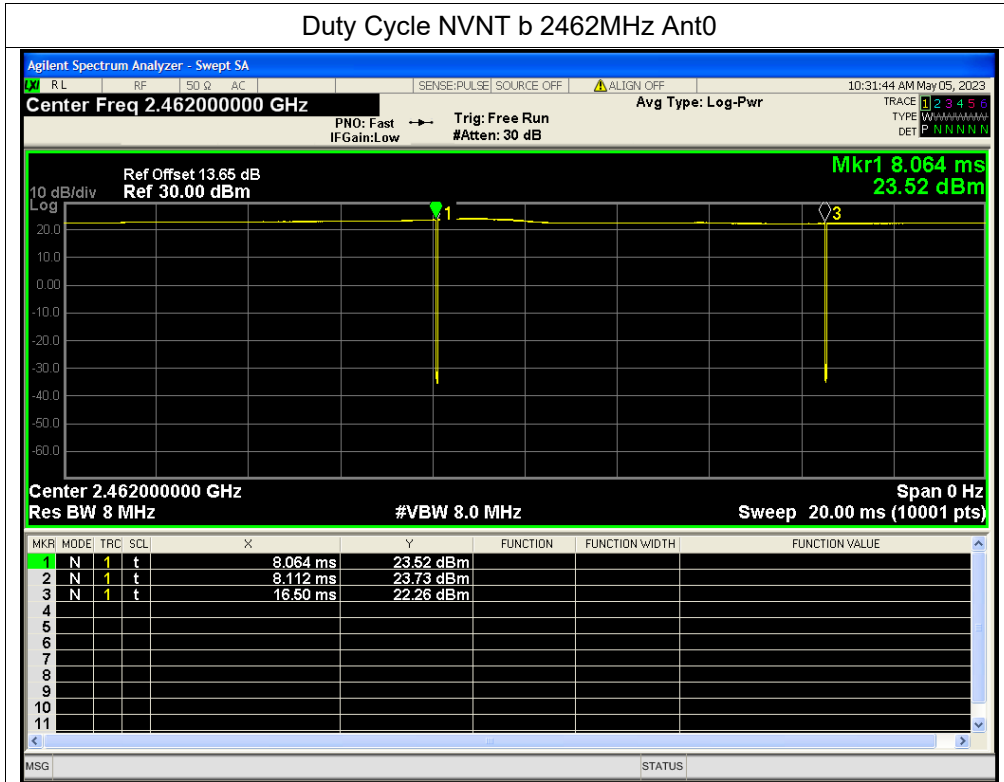 Duty Cycle NVNT b 2462MHz Ant0
Agilent Spectrum Analyzer - Swept SA
LXI RL RF 50 Ω AC SENSE:PULSE SOURCE OFF ALIGN OFF 10:31:44 AM May 05, 2023
Center Freq 2.462000000 GHz Avg Type: Log-Pwr TRACE 1 2 3 4 5 6
PNO: Fast Trig: Free Run TYPE WWWWWW
IFGain:Low #Atten: 30 dB DET P N N N N N
Mkr1 8.064 ms
Ref Offset 13.65 dB
10 dB/div Ref 30.00 dBm 23.52 dBm
Log
1
3
20.0
10.0
0.00
-10.0
-20.0
-30.0
-40.0
-50.0
-60.0
Center 2.462000000 GHz Span 0 Hz
Res BW 8 MHz #VBW 8.0 MHz Sweep 20.00 ms (10001 pts)
MKR MODE TRC SCL X Y FUNCTION FUNCTION WIDTH FUNCTION VALUE
1 N 1 t 8.064 ms 23.52 dBm
2 N 1 t 8.112 ms 23.73 dBm
3 N 1 t 16.50 ms 22.26 dBm
4
5
6
7
8
9
10
11
MSG STATUS